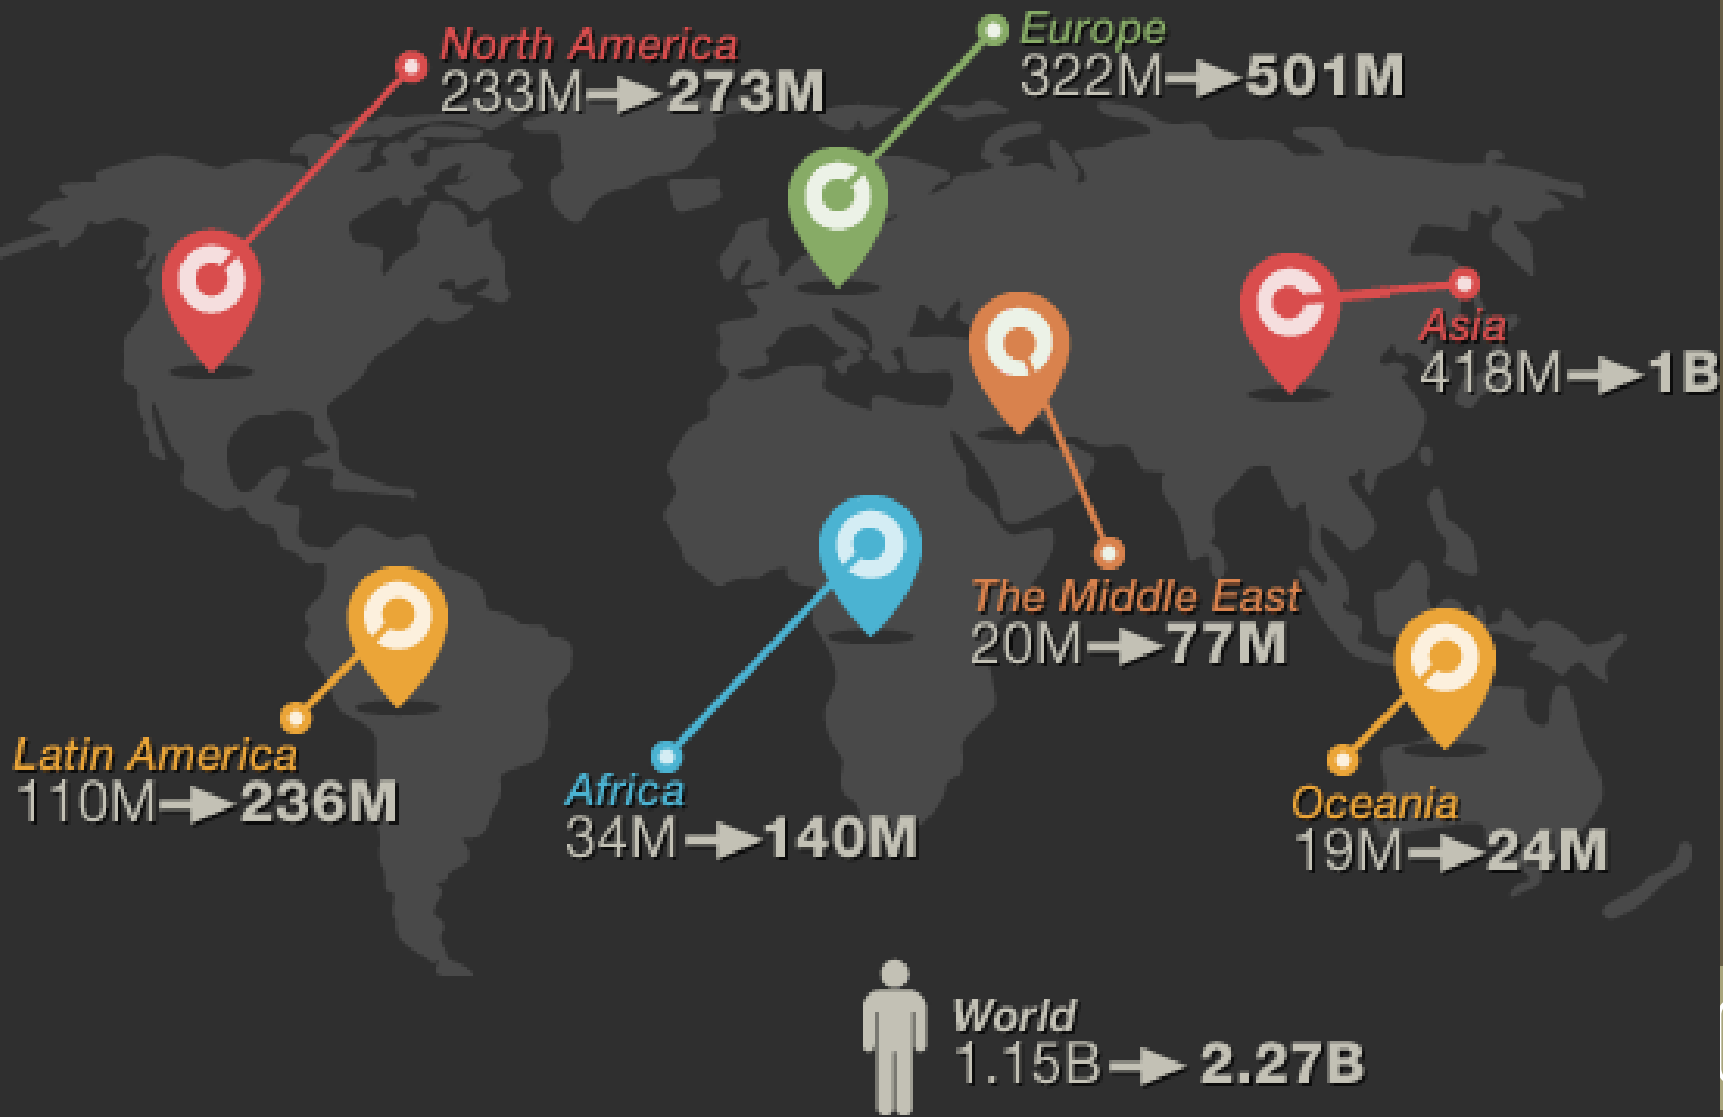 North America
233M→273M
Europe
322M→501M
Asia
418M→1B
The Middle East
20M→77M
Latin America
110M→236M
Africa
34M→140M
Oceania
19M→24M
World
1.15B→2.27B